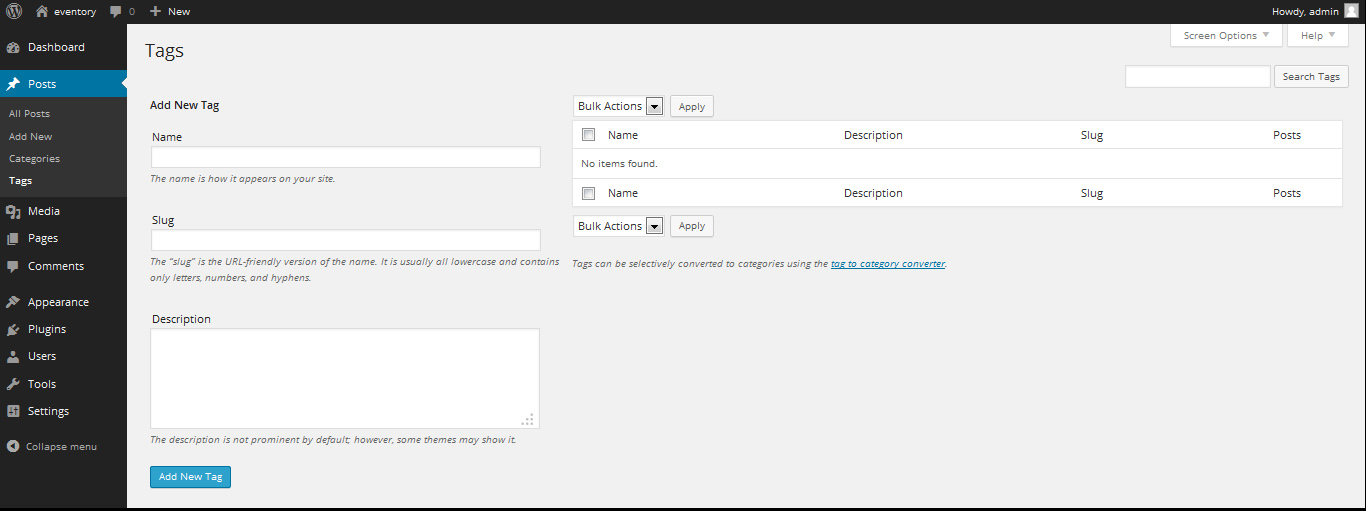 eventory 0 New Howdy, admin
Dashboard
Posts
All Posts
Add New
Categories
Tags
Media
Pages
Comments
Appearance
Plugins
Users
Tools
Settings
Collapse menu
Screen Options Help
Tags
Search Tags
Add New Tag
Name
The name is how it appears on your site.
Slug
The “slug” is the URL-friendly version of the name. It is usually all lowercase and contains
only letters, numbers, and hyphens.
Description
The description is not prominent by default; however, some themes may show it.
Add New Tag
Bulk Actions Apply
Name Description Slug Posts
No items found.
Name Description Slug Posts
Bulk Actions Apply
Tags can be selectively converted to categories using the tag to category converter.